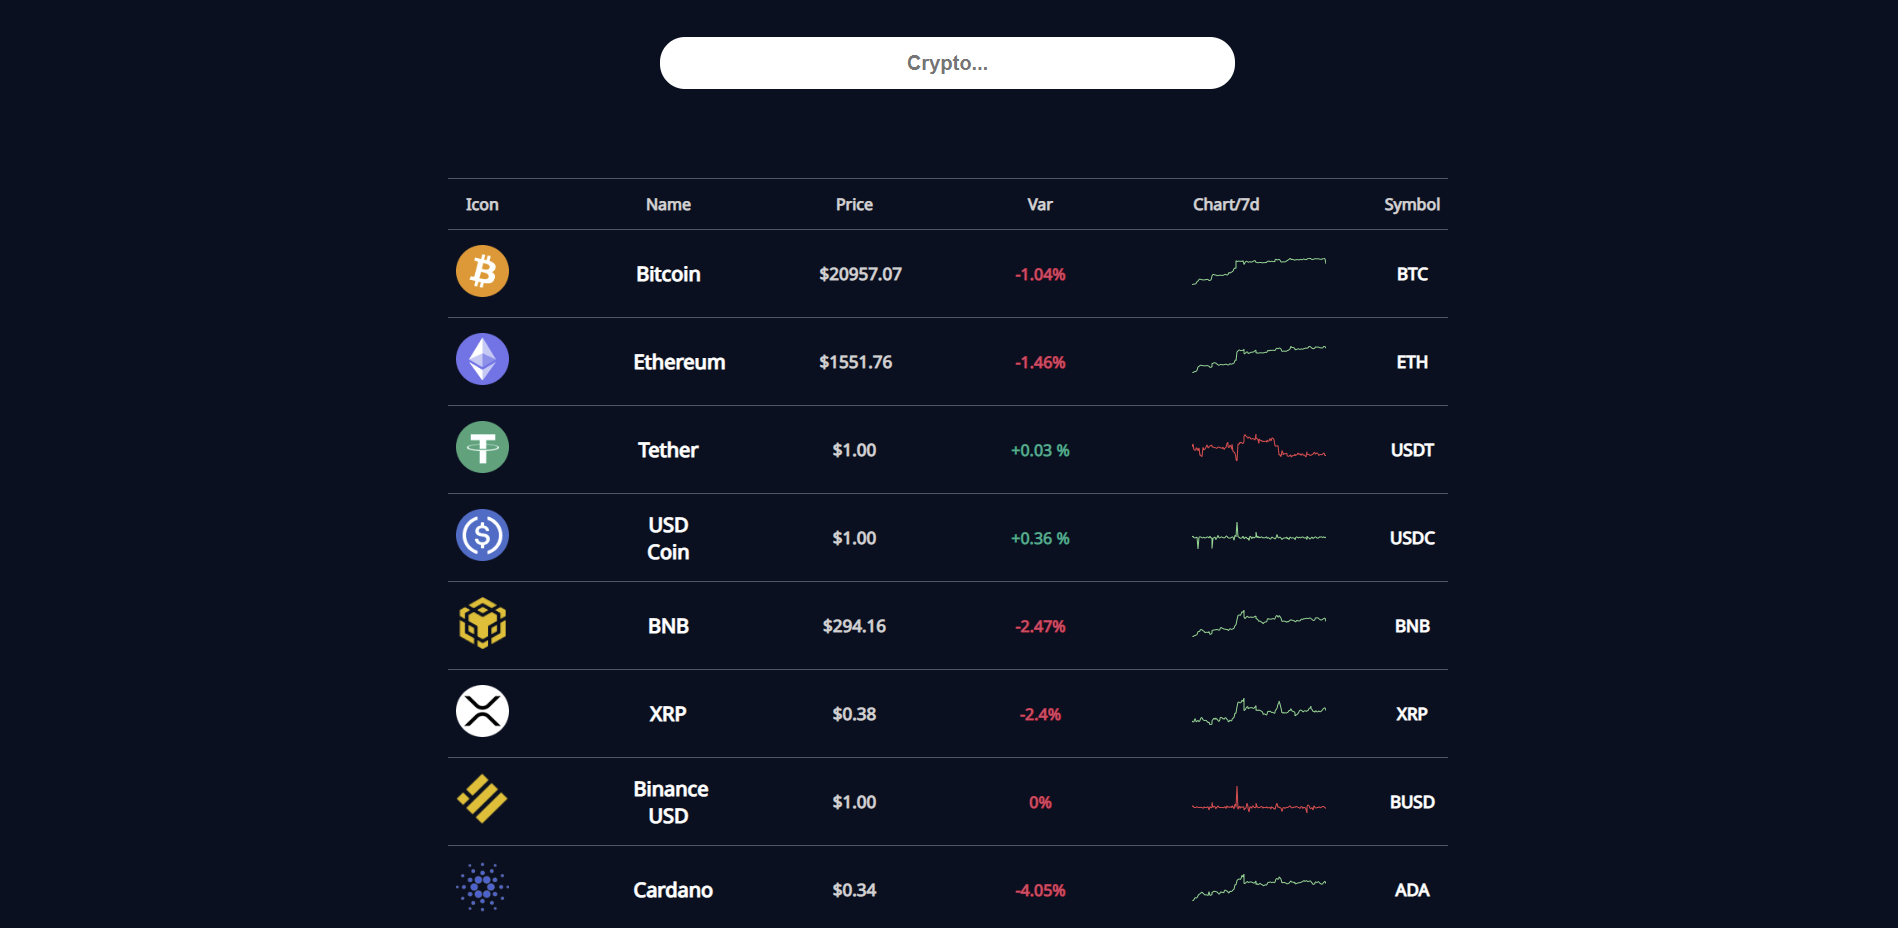 Crypto...
Icon Name Price Var Chart/7d Symbol
Bitcoin $20957.07 -1.04% BTC
Ethereum $1551.76 -1.46% ETH
Tether $1.00 +0.03 % USDT
USD
Coin $1.00 +0.36 % USDC
BNB $294.16 -2.47% BNB
XRP $0.38 -2.4% XRP
Binance
USD $1.00 0% BUSD
Cardano $0.34 -4.05% ADA